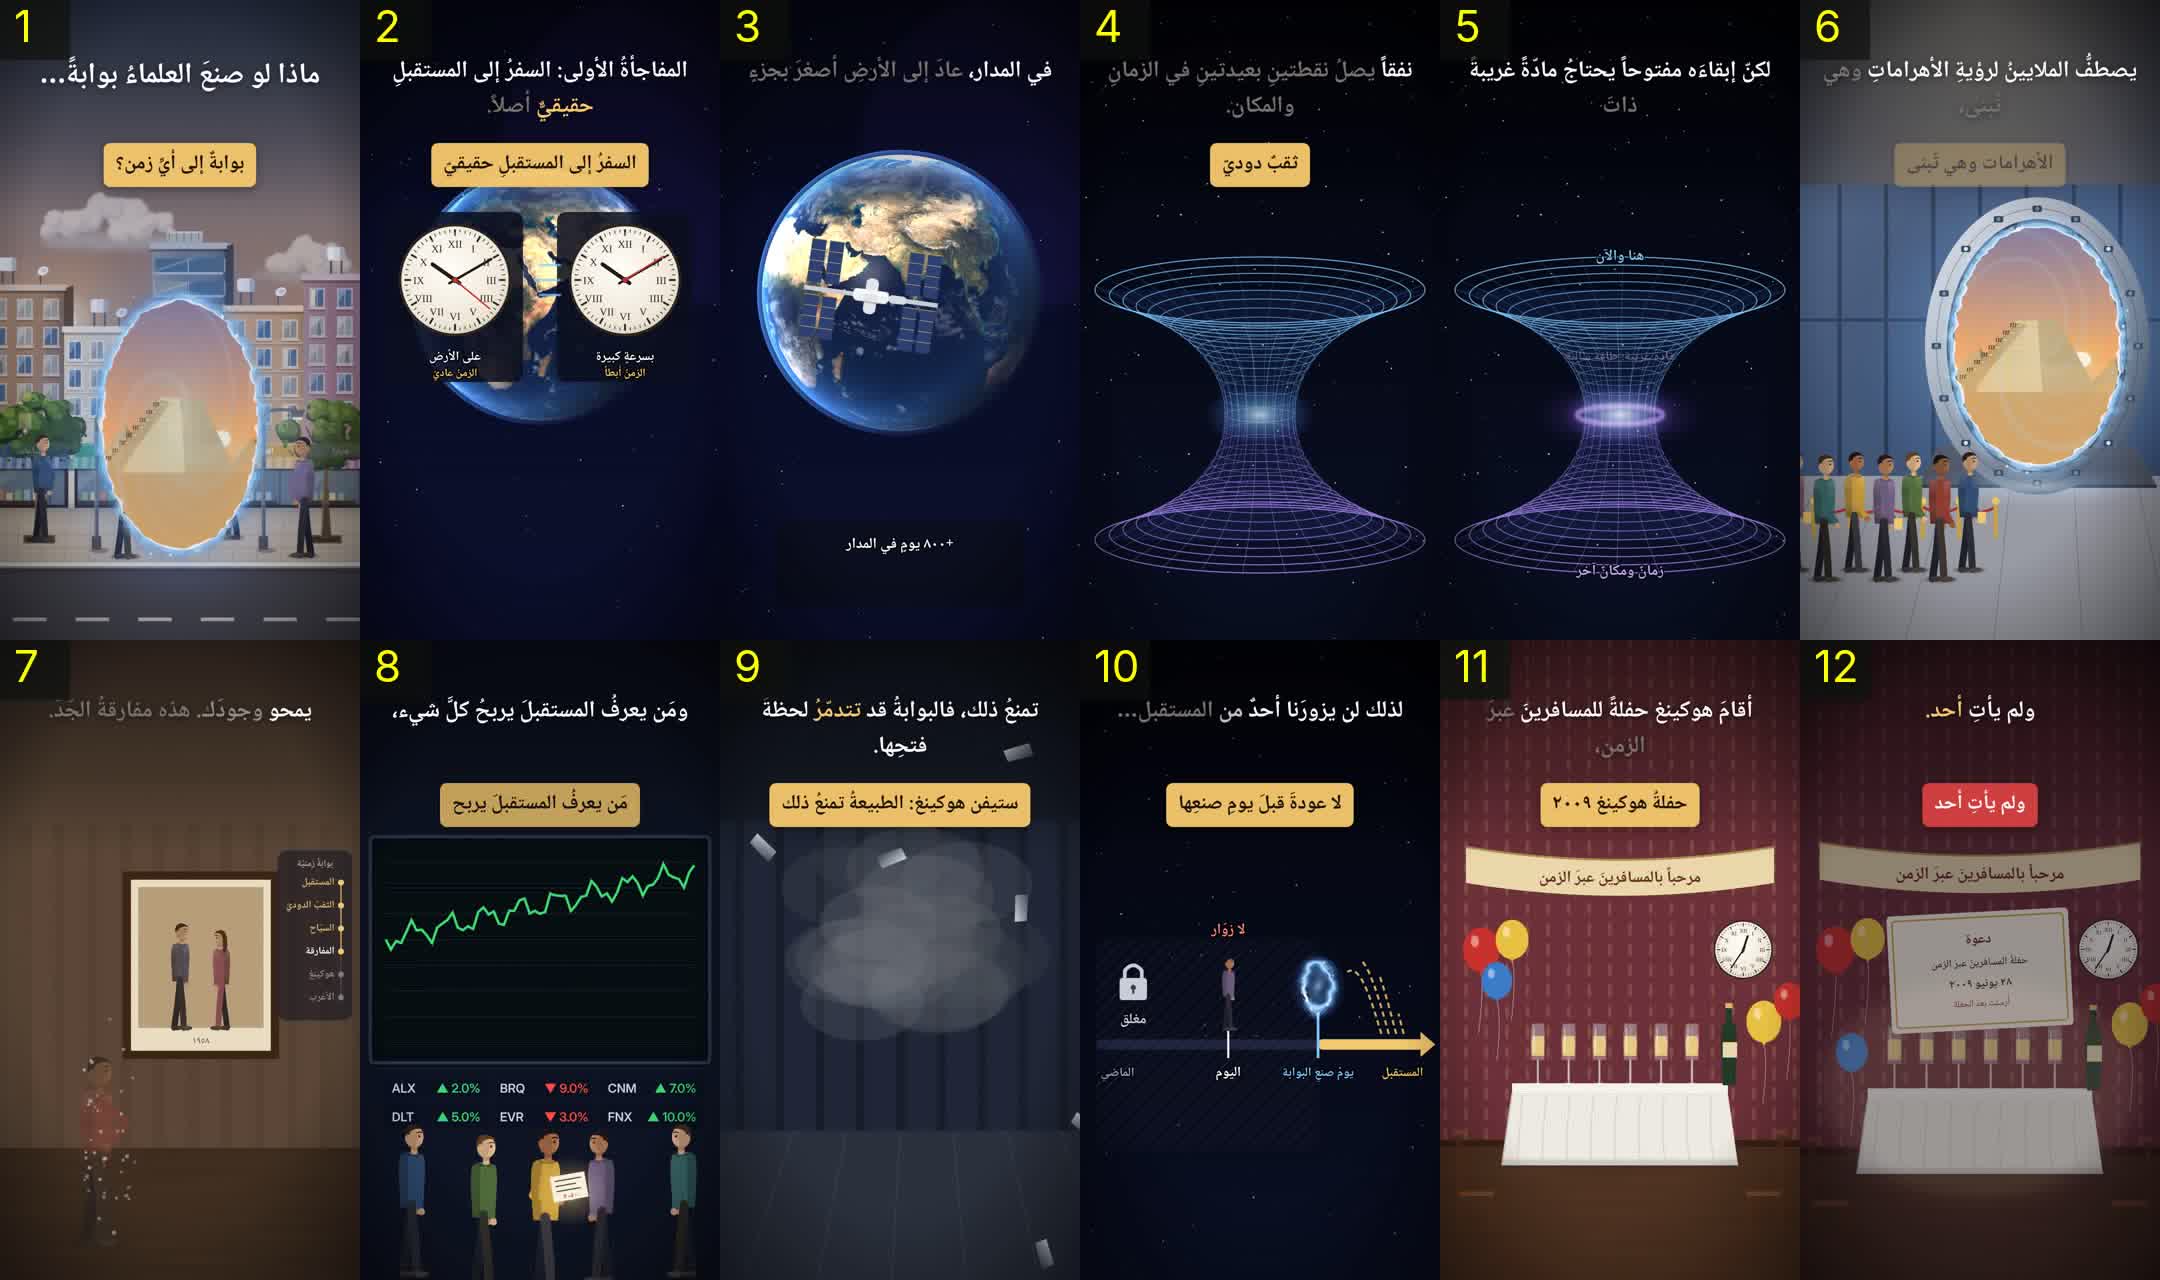 1
ماذا لو صنعَ العلماءُ بوابةً...
بوابةٌ إلى أيِّ زمن؟
2
المفاجأةُ الأولى: السفرُ إلى المستقبلِ
حقيقيٌّ أصلاً.
السفرُ إلى المستقبلِ حقيقيّ
على الأرضِ
الزمنُ عاديّ
بسرعةٍ كبيرة
الزمنُ أبطأ
3
في المدار، عادَ إلى الأرضِ أصغرَ بجزءٍ
+٨٠٠ يومٍ في المدار
4
نفقاً يصلُ نقطتينِ بعيدتينِ في الزمانِ
والمكان.
ثقبٌ دوديّ
5
لكنّ إبقاءَه مفتوحاً يحتاجُ مادّةً غريبةً
ذاتَ
هنا والآن
زمانٌ ومكانٌ آخر
6
يصطفُّ الملايينُ لرؤيةِ الأهراماتِ وهي
تُبنى،
الأهرامات وهي تُبنى
7
يمحو وجودَك. هذه مفارقةُ الجَدّ.
بوابةٌ زمنيّة
المستقبل
الثقبُ الدوديّ
السيّاح
المفارقة
هوكينغ
الأغرب
١٩٥٨
8
ومَن يعرفُ المستقبلَ يربحُ كلَّ شيء،
مَن يعرفُ المستقبلَ يربح
ALX ▲ 2.0% BRQ ▼ 9.0% CNM ▲ 7.0%
DLT ▲ 5.0% EVR ▼ 3.0% FNX ▲ 10.0%
9
تمنعُ ذلك، فالبوابةُ قد تتدمّرُ لحظةَ
فتحِها.
ستيفن هوكينغ: الطبيعةُ تمنعُ ذلك
10
لذلك لن يزورَنا أحدٌ من المستقبل...
لا عودةَ قبلَ يومِ صنعِها
لا زوّار
مغلق
الماضي
اليوم
يومُ صنعِ البوابة
المستقبل
11
أقامَ هوكينغ حفلةً للمسافرينَ عبرَ
الزمن،
حفلةُ هوكينغ ٢٠٠٩
مرحباً بالمسافرينَ عبرَ الزمن
12
ولم يأتِ أحد.
ولم يأتِ أحد
مرحباً بالمسافرينَ عبرَ الزمن
دعوة
حفلةُ المسافرينَ عبرَ الزمن
٢٨ يونيو ٢٠٠٩
أُرسلت بعدَ الحفلة